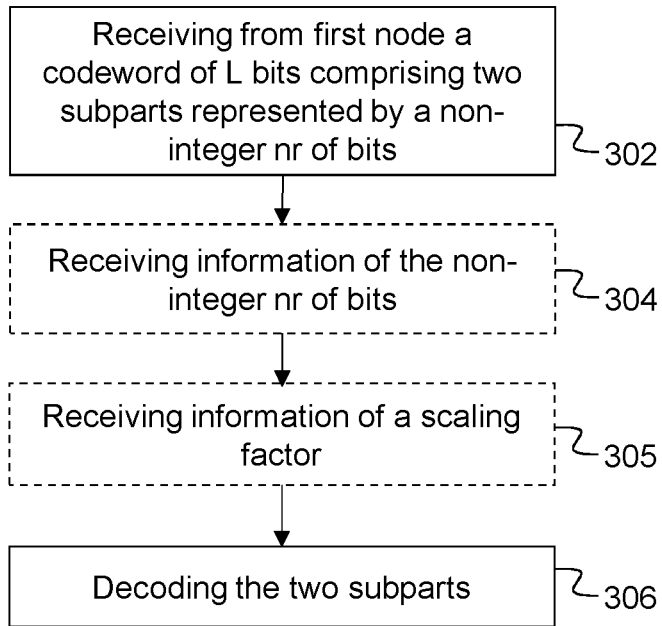 Receiving from first node a
codeword of L bits comprising two
subparts represented by a non-
integer nr of bits
302
Receiving information of the non-
integer nr of bits
304
Receiving information of a scaling
factor
305
Decoding the two subparts
306